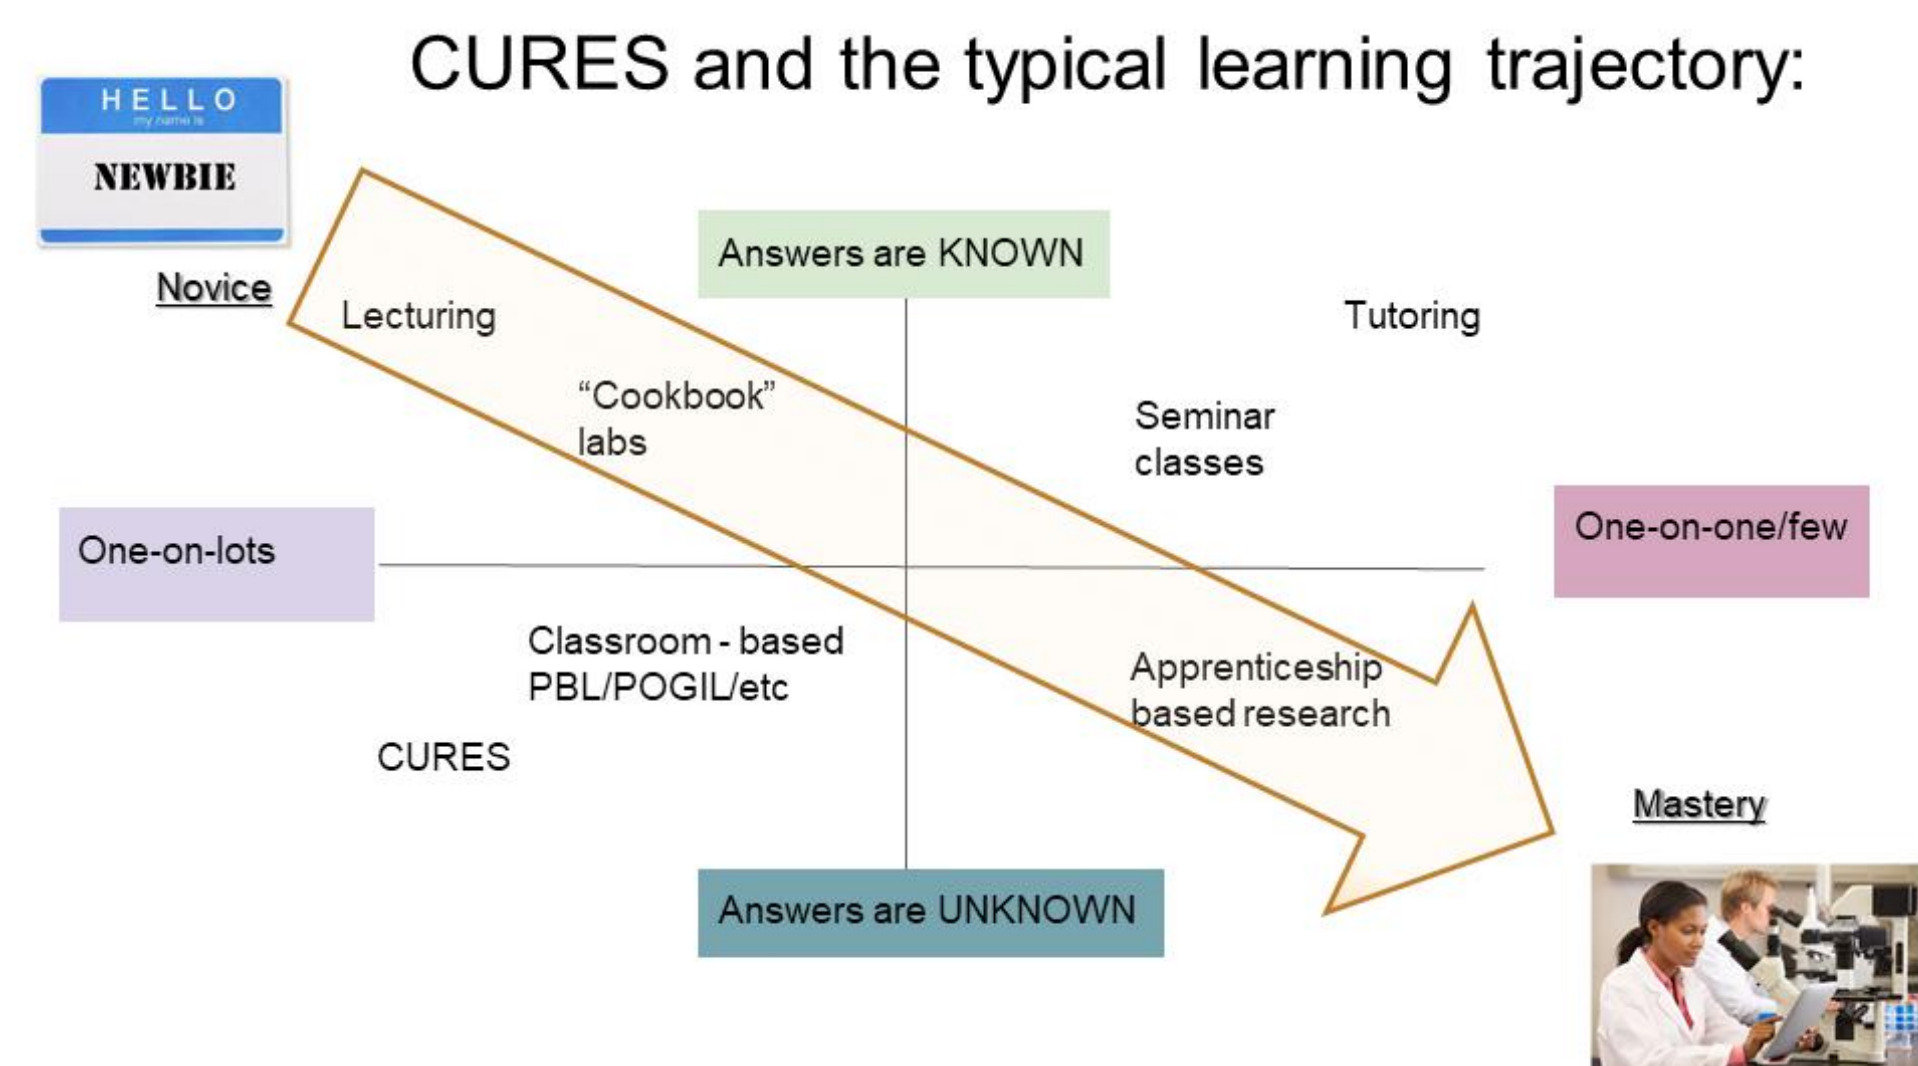 CURES and the typical learning trajectory:
HELLO
my name is
NEWBIE
Novice
Answers are KNOWN
Lecturing
Tutoring
“Cookbook”
labs
Seminar
classes
One-on-lots
One-on-one/few
Classroom - based
PBL/POGIL/etc
Apprenticeship
based research
CURES
Mastery
Answers are UNKNOWN